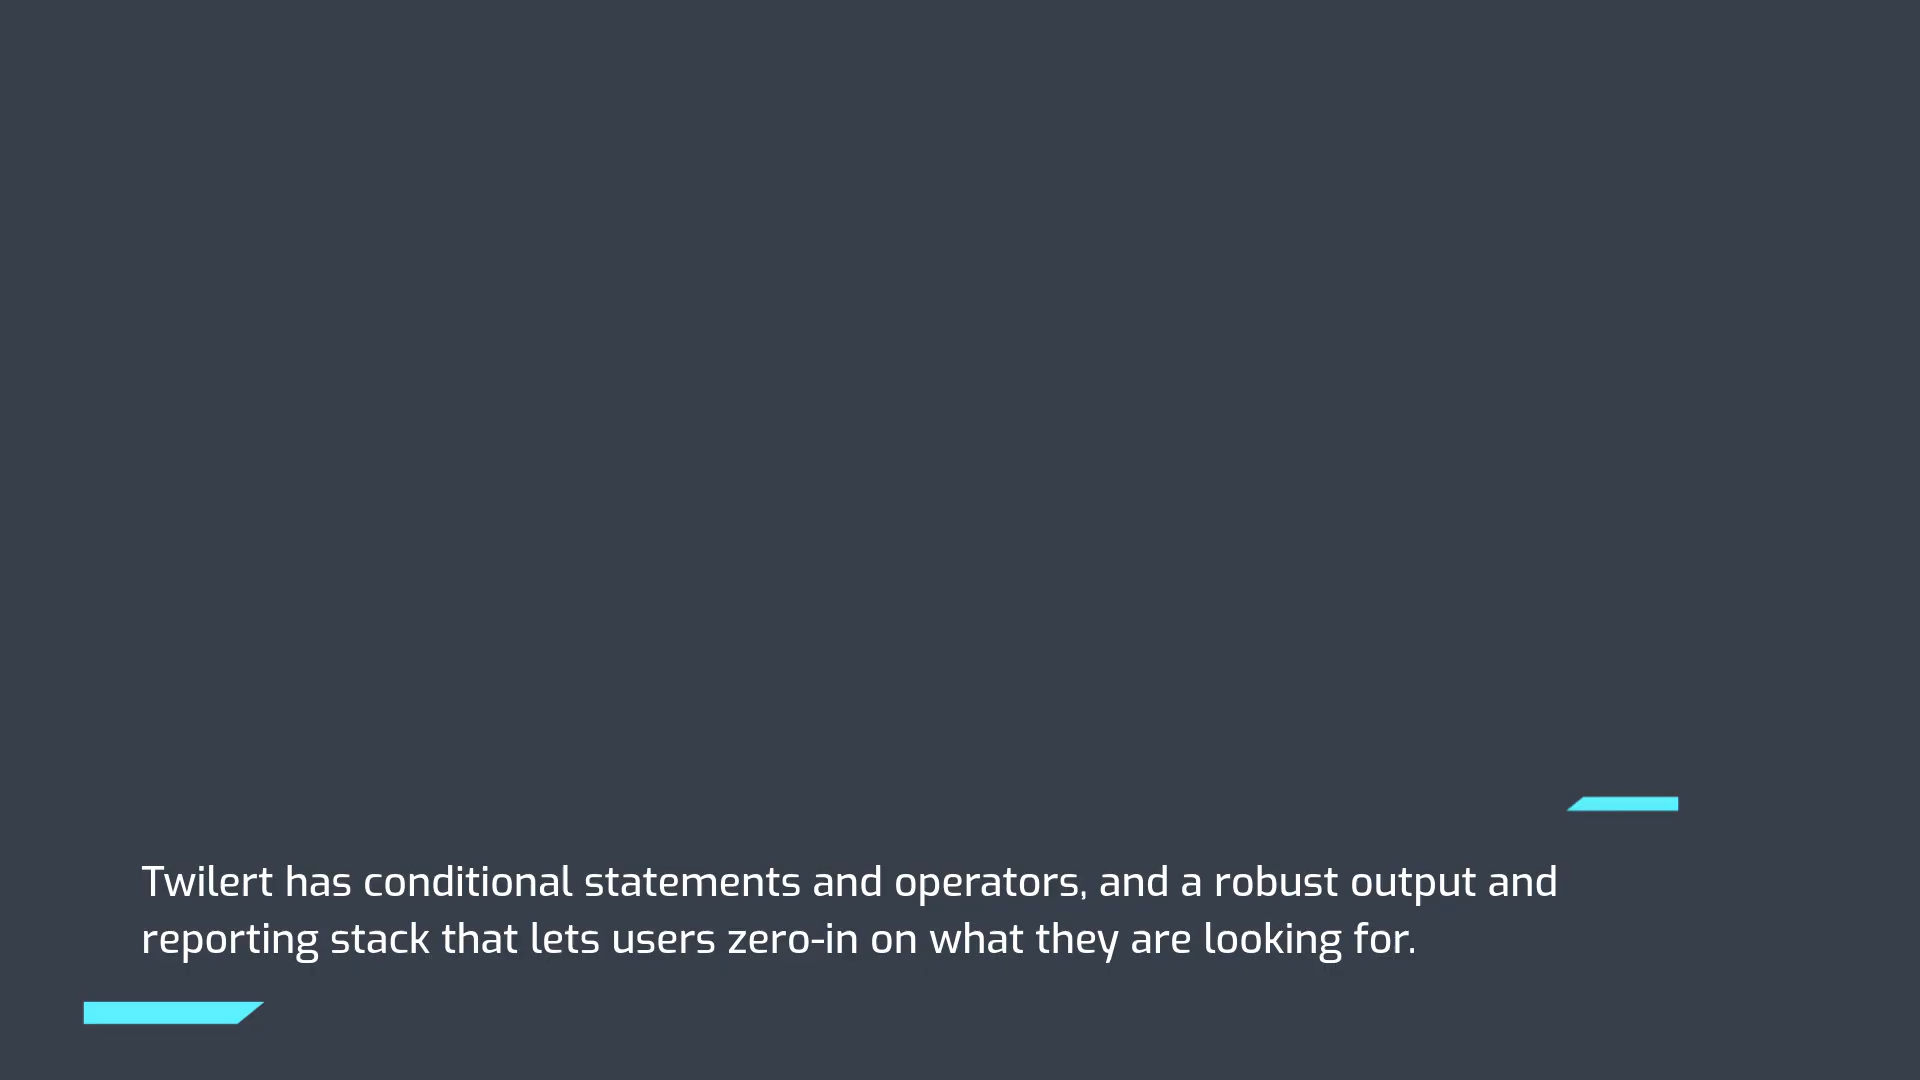 Twilert has conditional statements and operators, and a robust output and
reporting stack that lets users zero-in on what they are looking for.